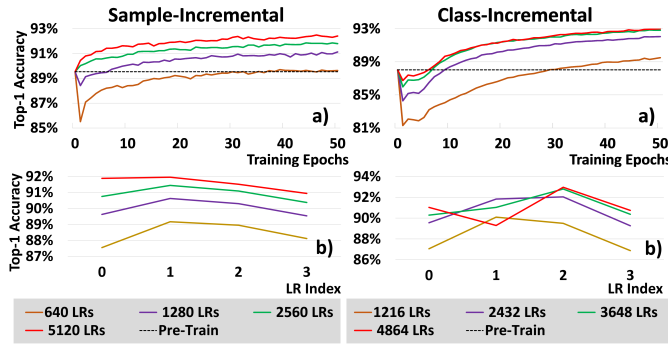 Sample-Incremental
Class-Incremental
a)
93%
91%
89%
87%
85%
Top-1 Accuracy
a)
0 10 20 30 40 50
Training Epochs
93%
89%
85%
81%
a)
0 10 20 30 40 50
Training Epochs
b)
92%
91%
90%
89%
88%
87%
Top-1 Accuracy
b)
0 1 2 3
LR Index
94%
92%
90%
88%
86%
b)
0 1 2 3
LR Index
640 LRs 1280 LRs 2560 LRs
5120 LRs Pre-Train
1216 LRs 2432 LRs 3648 LRs
4864 LRs Pre-Train